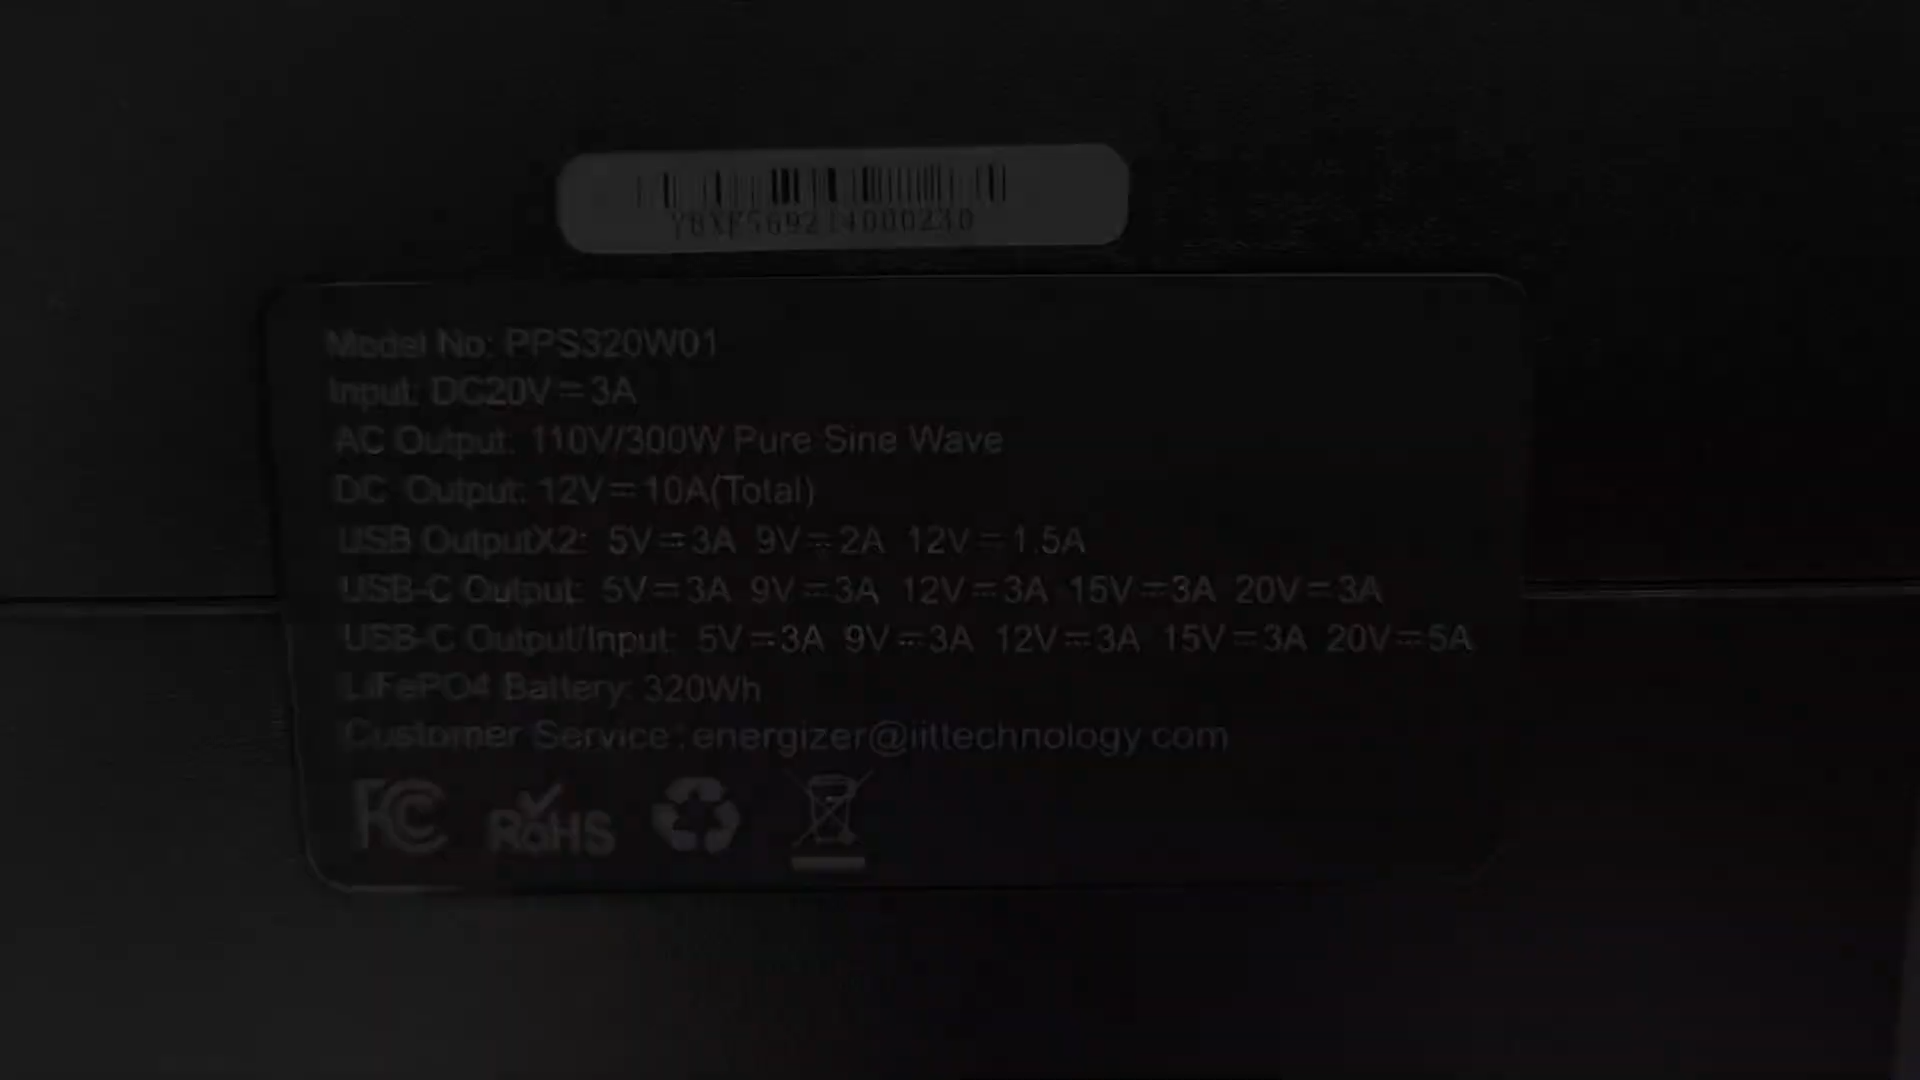 Model No: PPS320W01
Input: DC20V⎓3A
AC Output: 110V/300W Pure Sine Wave
DC Output: 12V⎓10A(Total)
USB OutputX2: 5V⎓3A 9V⎓2A 12V⎓1.5A
USB-C Output: 5V⎓3A 9V⎓3A 12V⎓3A 15V⎓3A 20V⎓3A
USB-C Output/Input: 5V⎓3A 9V⎓3A 12V⎓3A 15V⎓3A 20V⎓5A
LiFePO4 Battery: 320Wh
Customer Service: energizer@iittechnology.com
FC RoHS